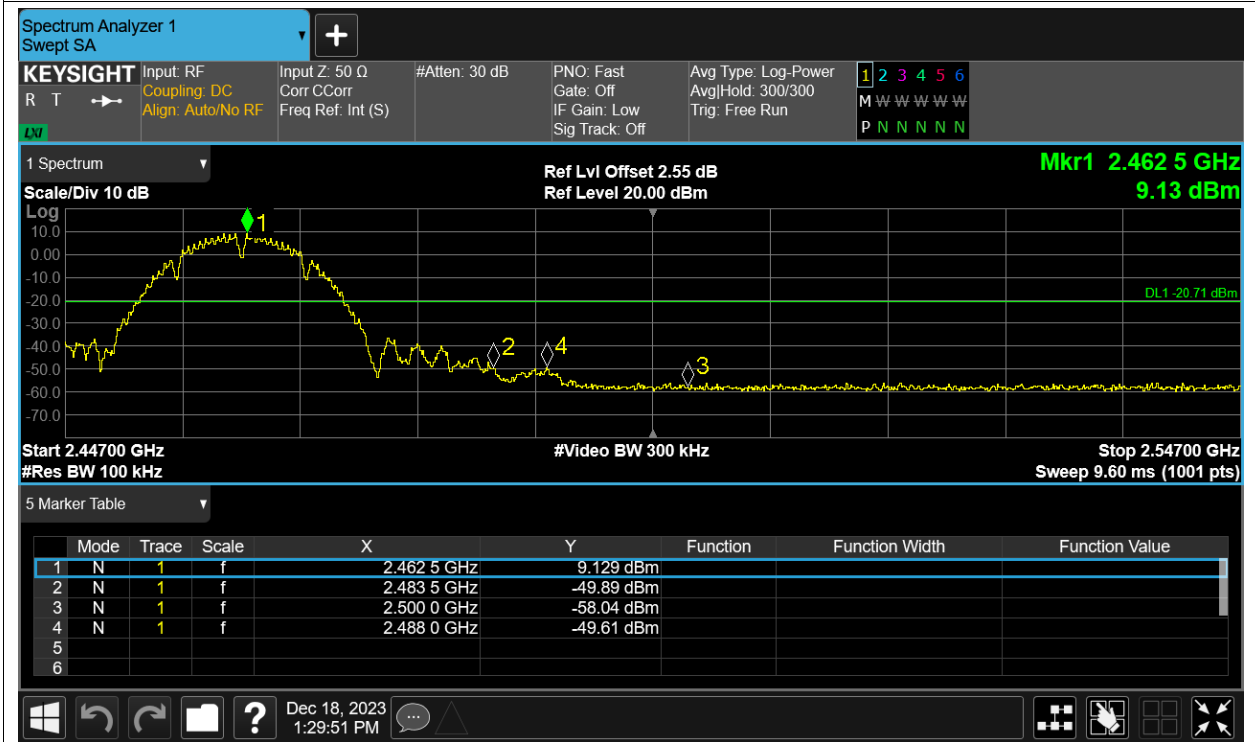 Spectrum Analyzer 1
Swept SA
KEYSIGHT
R T
LXI
Input: RF
Coupling: DC
Align: Auto/No RF
Input Z: 50 Ω
Corr CCorr
Freq Ref: Int (S)
#Atten: 30 dB
PNO: Fast
Gate: Off
IF Gain: Low
Sig Track: Off
Avg Type: Log-Power
Avg|Hold: 300/300
Trig: Free Run
1 2 3 4 5 6
M W W W W W
P N N N N N
1 Spectrum
Scale/Div 10 dB
Ref Lvl Offset 2.55 dB
Ref Level 20.00 dBm
Mkr1 2.462 5 GHz
9.13 dBm
Log
10.0
0.00
-10.0
-20.0
-30.0
-40.0
-50.0
-60.0
-70.0
1
2
4
3
DL1 -20.71 dBm
Start 2.44700 GHz
#Video BW 300 kHz
Stop 2.54700 GHz
#Res BW 100 kHz
Sweep 9.60 ms (1001 pts)
5 Marker Table
Mode Trace Scale X Y Function Function Width Function Value
1 N 1 f 2.462 5 GHz 9.129 dBm
2 N 1 f 2.483 5 GHz -49.89 dBm
3 N 1 f 2.500 0 GHz -58.04 dBm
4 N 1 f 2.488 0 GHz -49.61 dBm
5
6
?
Dec 18, 2023
1:29:51 PM